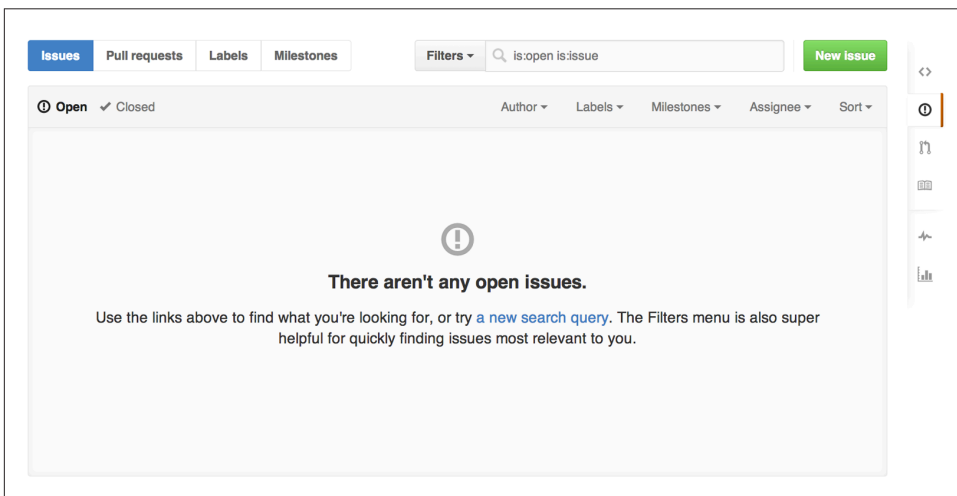 Issues Pull requests Labels Milestones Filters is:open is:issue New issue
Open Closed Author Labels Milestones Assignee Sort
There aren't any open issues.
Use the links above to find what you're looking for, or try a new search query. The Filters menu is also super
helpful for quickly finding issues most relevant to you.